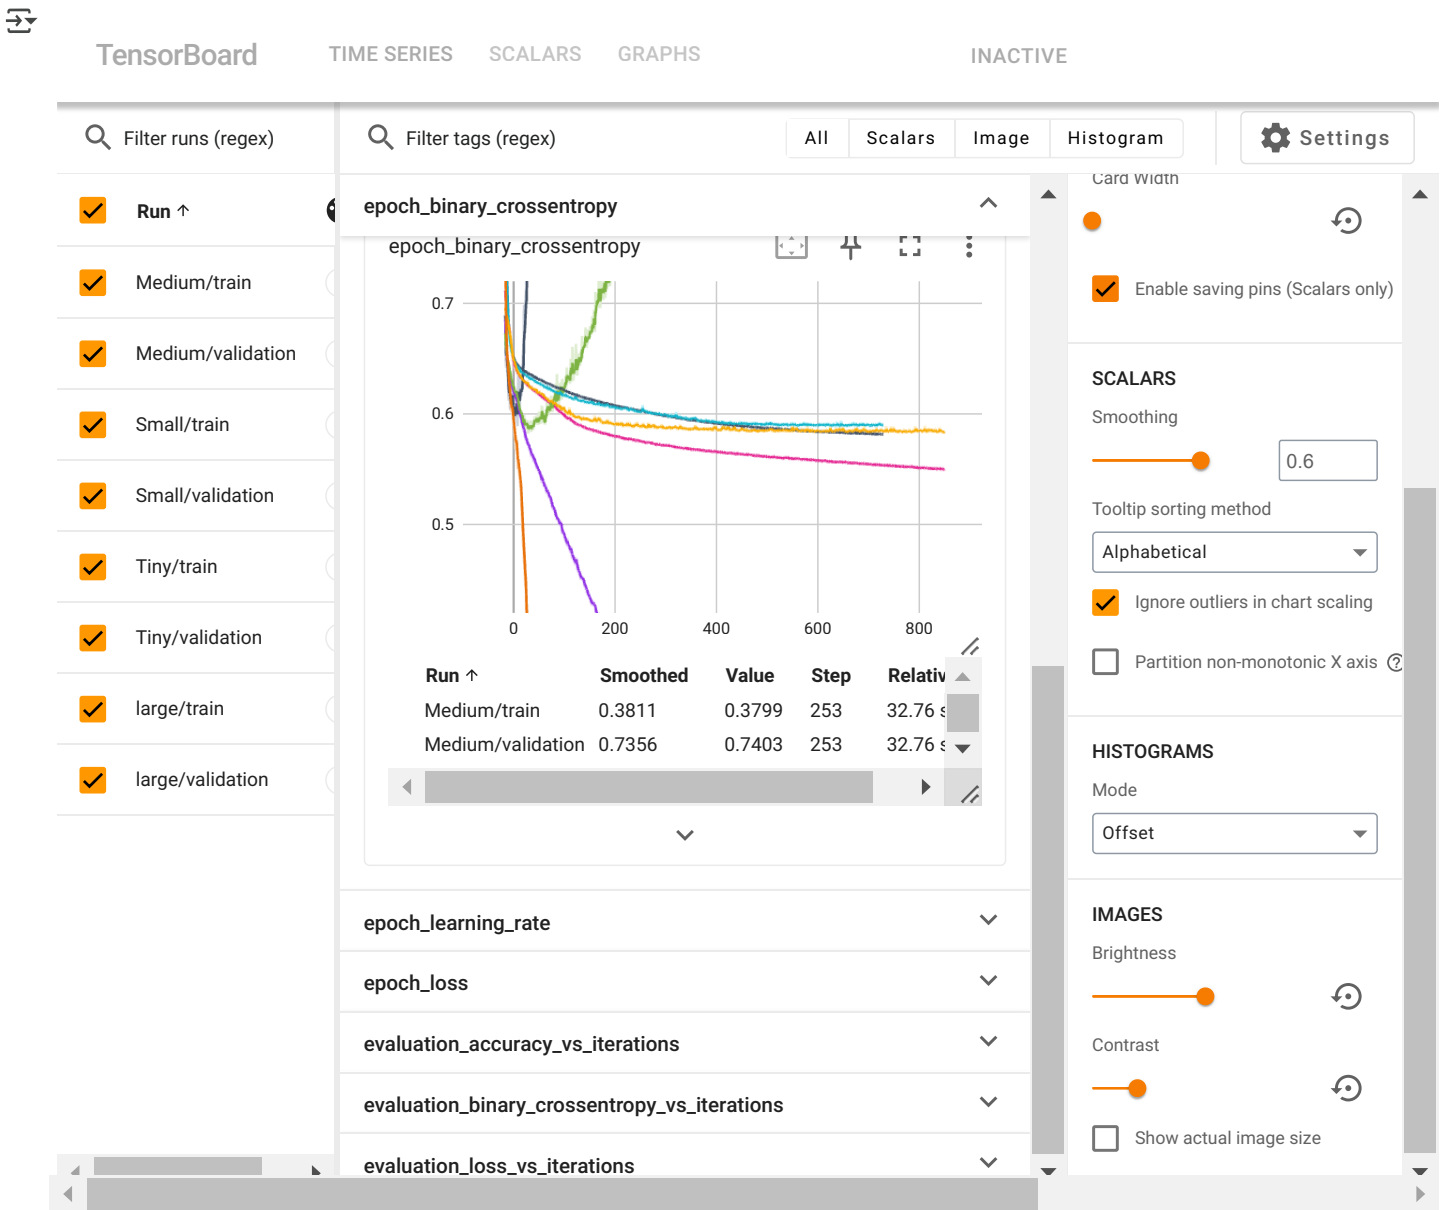 TensorBoard
TIME SERIES
SCALARS
GRAPHS
INACTIVE
Filter runs (regex)
Filter tags (regex)
All
Scalars
Image
Histogram
Settings
Run
Medium/train
Medium/validation
Small/train
Small/validation
Tiny/train
Tiny/validation
large/train
large/validation
epoch_binary_crossentropy
epoch_binary_crossentropy
0.7
0.6
0.5
0 200 400 600 800
Run Smoothed Value Step Relativ
Medium/train 0.3811 0.3799 253 32.76 s
Medium/validation 0.7356 0.7403 253 32.76 s
epoch_learning_rate
epoch_loss
evaluation_accuracy_vs_iterations
evaluation_binary_crossentropy_vs_iterations
evaluation_loss_vs_iterations
Card Width
Enable saving pins (Scalars only)
SCALARS
Smoothing
0.6
Tooltip sorting method
Alphabetical
Ignore outliers in chart scaling
Partition non-monotonic X axis
HISTOGRAMS
Mode
Offset
IMAGES
Brightness
Contrast
Show actual image size